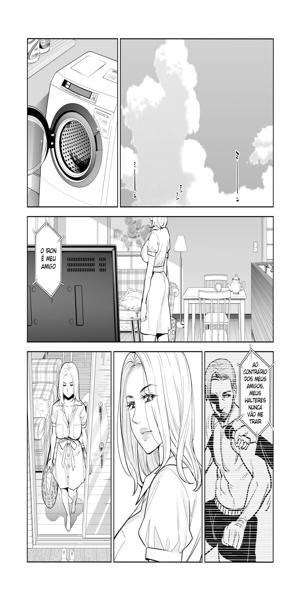 O IRON
É MEU
AMIGO
AO
CONTRÁRIO
DOS MEUS
AMIGOS,
MEUS
HALTERES
NUNCA
VÃO ME
TRAIR